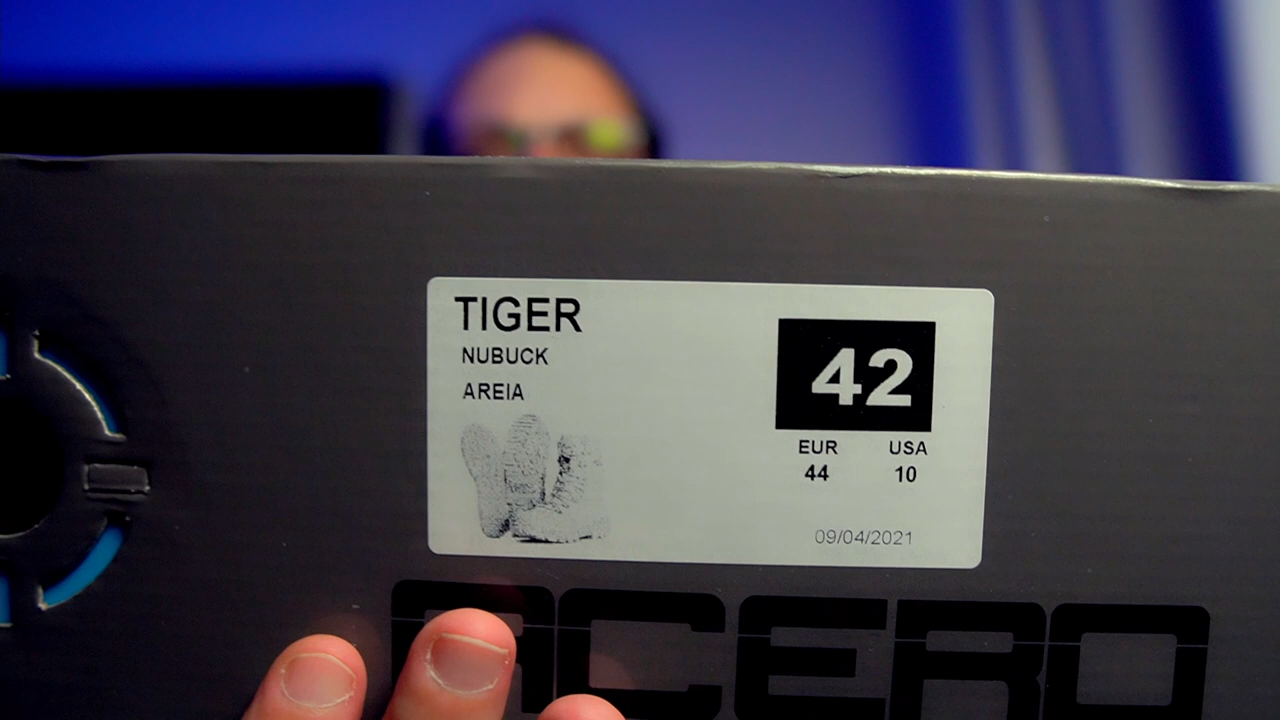 TIGER
NUBUCK
AREIA
42
EUR USA
44 10
09/04/2021
ACERO